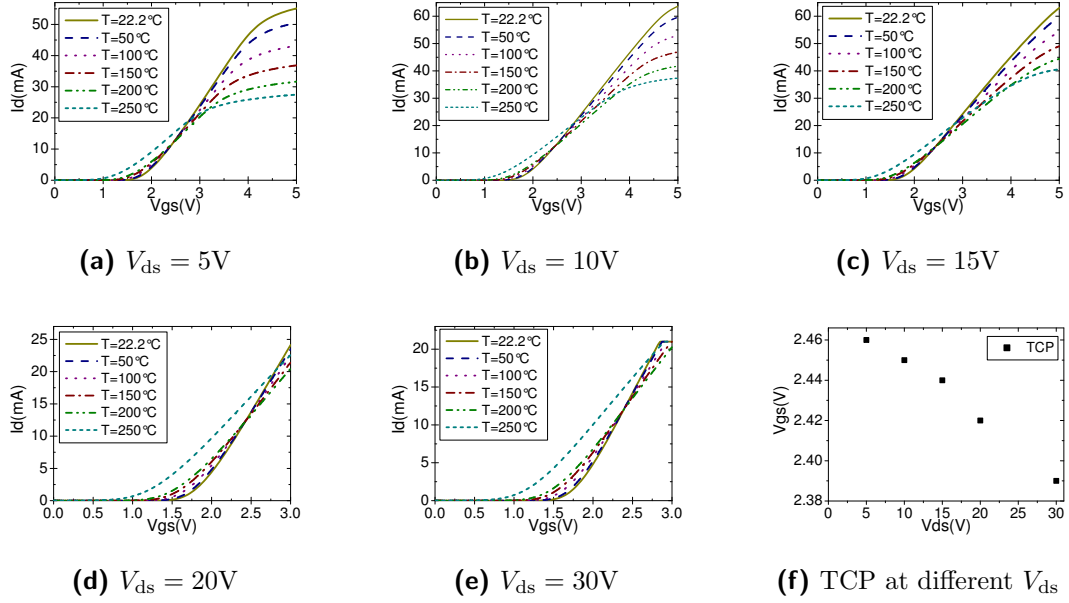 T=22.2°C
T=50°C
T=100°C
T=150°C
T=200°C
T=250°C
Id(mA)
50
40
30
20
10
0
0 1 2 3 4 5
Vgs(V)
(a) Vds = 5V
T=22.2°C
T=50°C
T=100°C
T=150°C
T=200°C
T=250°C
Id(mA)
60
50
40
30
20
10
0
0 1 2 3 4 5
Vgs(V)
(b) Vds = 10V
T=22.2°C
T=50°C
T=100°C
T=150°C
T=200°C
T=250°C
Id(mA)
60
50
40
30
20
10
0
0 1 2 3 4 5
Vgs(V)
(c) Vds = 15V
T=22.2°C
T=50°C
T=100°C
T=150°C
T=200°C
T=250°C
Id(mA)
25
20
15
10
5
0
0.0 0.5 1.0 1.5 2.0 2.5 3.0
Vgs(V)
(d) Vds = 20V
T=22.2°C
T=50°C
T=100°C
T=150°C
T=200°C
T=250°C
Id(mA)
20
15
10
5
0
0.0 0.5 1.0 1.5 2.0 2.5 3.0
Vgs(V)
(e) Vds = 30V
TCP
Vgs(V)
2.46
2.44
2.42
2.40
2.38
0 5 10 15 20 25 30
Vds(V)
(f) TCP at different Vds